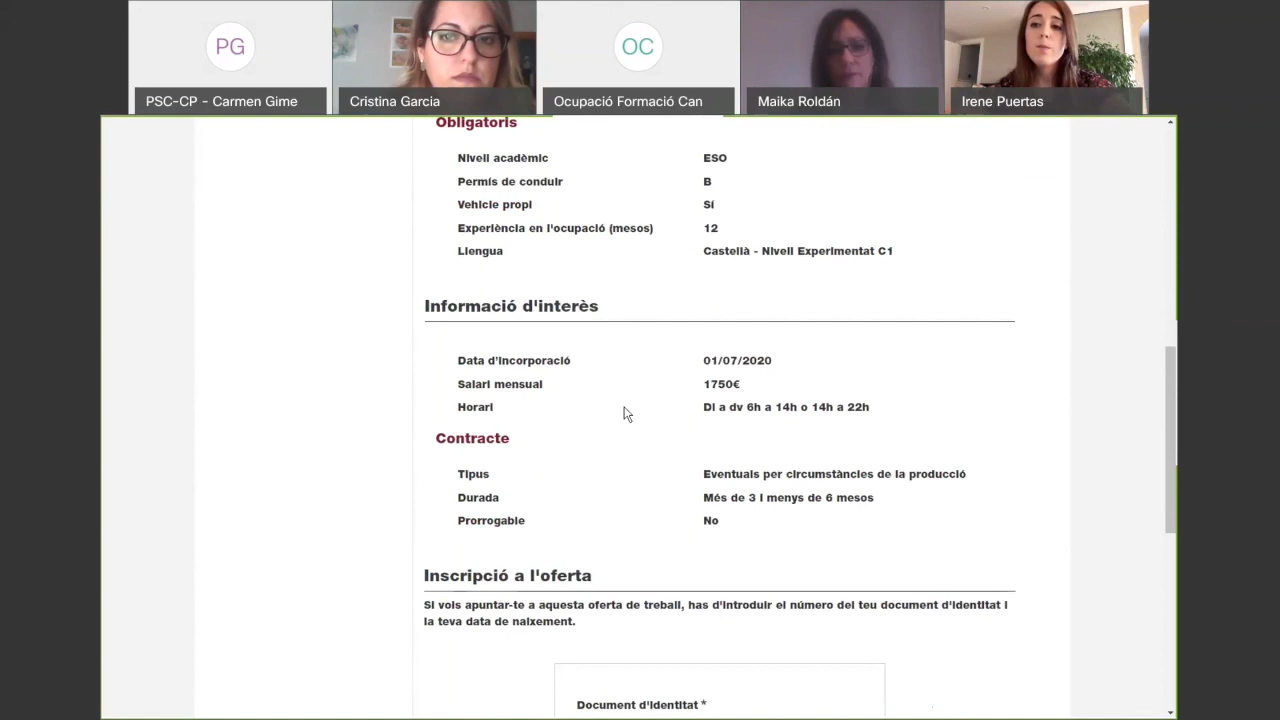 PG
OC
PSC-CP - Carmen Gime
Cristina Garcia
Ocupació Formació Can
Maika Roldán
Irene Puertas
Obligatoris
Nivell acadèmic ESO
Permís de conduir B
Vehicle propi Sí
Experiència en l'ocupació (mesos) 12
Llengua Castellà - Nivell Experimentat C1
Informació d'interès
Data d'incorporació 01/07/2020
Salari mensual 1750€
Horari Dl a dv 6h a 14h o 14h a 22h
Contracte
Tipus Eventuals per circumstàncies de la producció
Durada Més de 3 i menys de 6 mesos
Prorrogable No
Inscripció a l'oferta
Si vols apuntar-te a aquesta oferta de treball, has d'introduir el número del teu document d'identitat i
la teva data de naixement.
Document d'identitat *